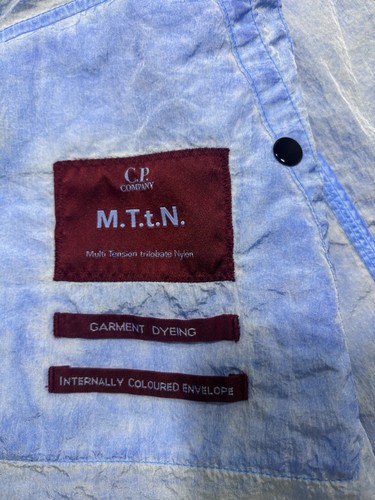 C.P.
COMPANY
M.T.t.N.
Multi Tension trilobate Nylon
GARMENT DYEING
INTERNALLY COLOURED ENVELOPE